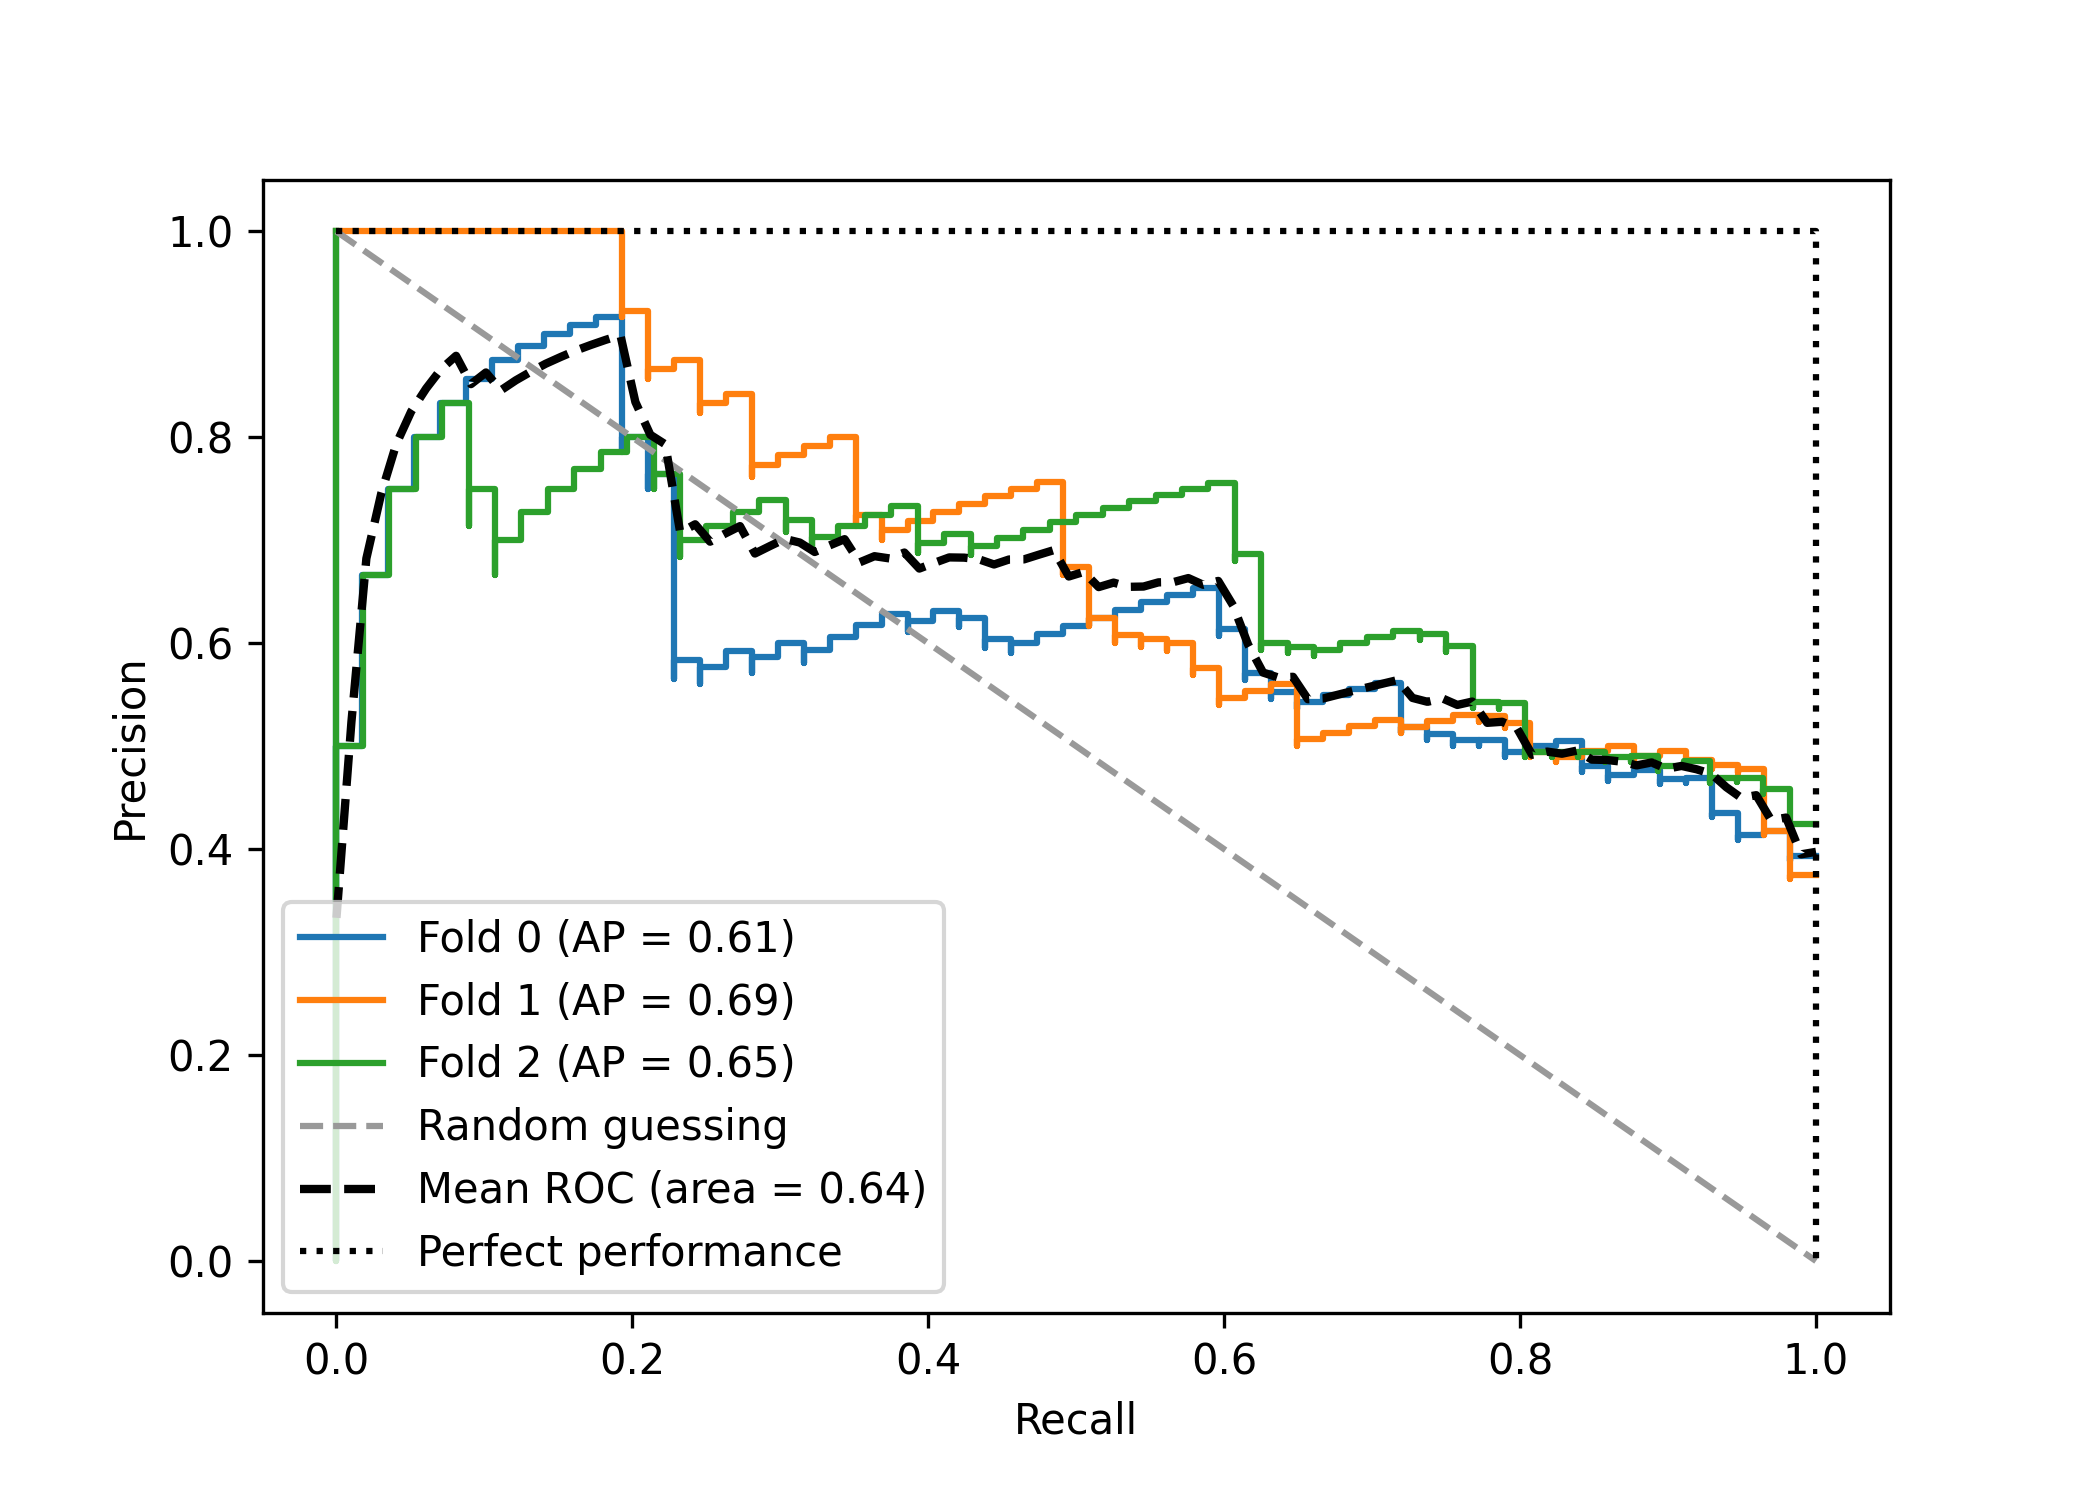 1.0
0.8
0.6
0.4
0.2
0.0
Precision
Fold 0 (AP = 0.61)
Fold 1 (AP = 0.69)
Fold 2 (AP = 0.65)
Random guessing
Mean ROC (area = 0.64)
Perfect performance
0.0 0.2 0.4 0.6 0.8 1.0
Recall